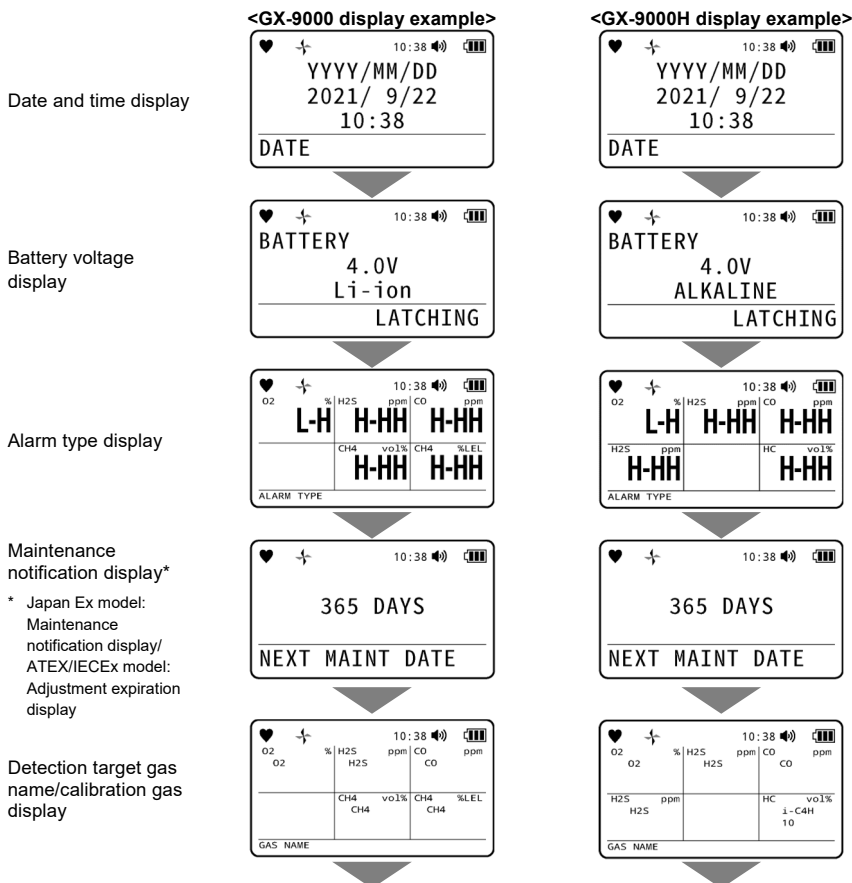 <GX-9000 display example>
<GX-9000H display example>
Date and time display
10:38
YYYY/MM/DD
2021/ 9/22
10:38
DATE
10:38
YYYY/MM/DD
2021/ 9/22
10:38
DATE
Battery voltage
display
10:38
BATTERY
4.0V
Li-ion
LATCHING
10:38
BATTERY
4.0V
ALKALINE
LATCHING
Alarm type display
10:38
O2 % H2S ppm CO ppm
L-H H-HH H-HH
CH4 vol% CH4 %LEL
H-HH H-HH
ALARM TYPE
10:38
O2 % H2S ppm CO ppm
L-H H-HH H-HH
H2S ppm HC vol%
H-HH H-HH
ALARM TYPE
Maintenance
notification display*
* Japan Ex model:
Maintenance
notification display/
ATEX/IECEx model:
Adjustment expiration
display
10:38
365 DAYS
NEXT MAINT DATE
10:38
365 DAYS
NEXT MAINT DATE
Detection target gas
name/calibration gas
display
10:38
O2 % H2S ppm CO ppm
O2 H2S CO
CH4 vol% CH4 %LEL
CH4 CH4
GAS NAME
10:38
O2 % H2S ppm CO ppm
O2 H2S CO
H2S ppm HC vol%
H2S i-C4H
10
GAS NAME